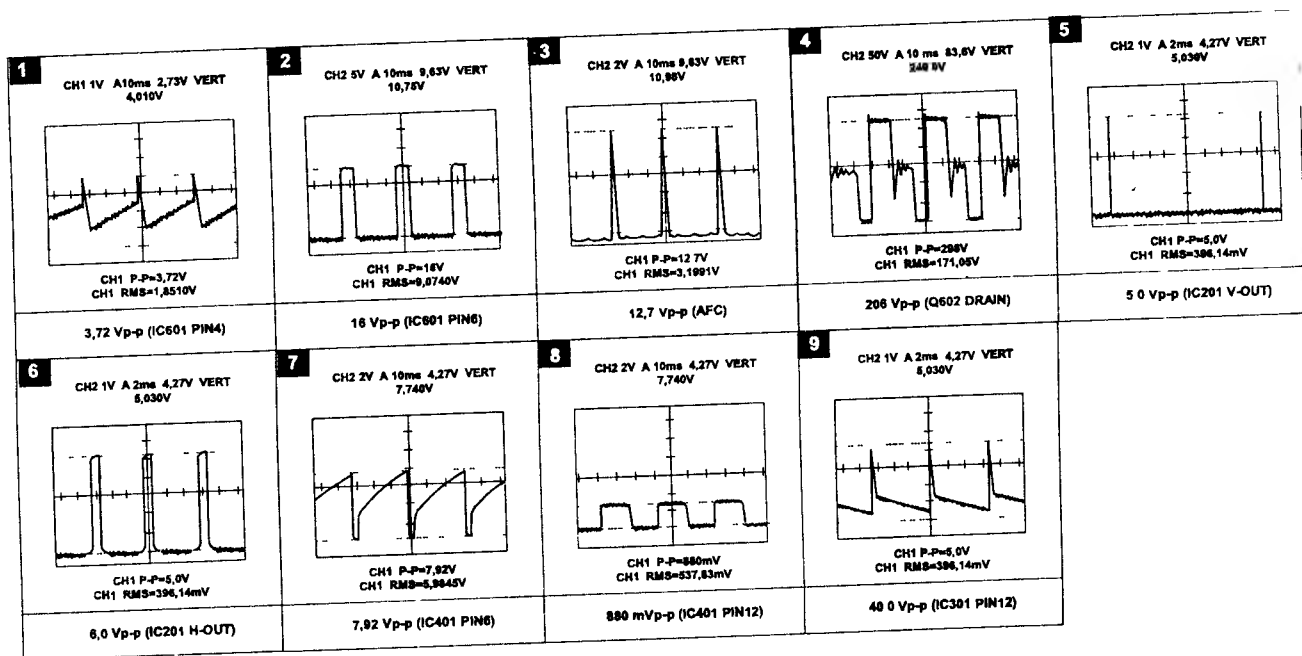 1
CH1 1V A10ms 2,73V VERT
4,010V
CH1 P-P=3,72V
CH1 RMS=1,8510V
3,72 Vp-p (IC601 PIN4)
2
CH2 5V A 10ms 9,63V VERT
10,75V
CH1 P-P=16V
CH1 RMS=9,0740V
16 Vp-p (IC601 PIN6)
3
CH2 2V A 10ms 9,63V VERT
10,98V
CH1 P-P=12 7V
CH1 RMS=3,1991V
12,7 Vp-p (AFC)
4
CH2 50V A 10 ms 83,6V VERT
CH1 P-P=298V
CH1 RMS=171,05V
206 Vp-p (Q602 DRAIN)
5
CH2 1V A 2ms 4,27V VERT
5,030V
CH1 P-P=5,0V
CH1 RMS=396,14mV
5 0 Vp-p (IC201 V-OUT)
6
CH2 1V A 2ms 4,27V VERT
5,030V
CH1 P-P=5,0V
CH1 RMS=396,14mV
6,0 Vp-p (IC201 H-OUT)
7
CH2 2V A 10ms 4,27V VERT
7,740V
CH1 P-P=7,92V
CH1 RMS=5,9645V
7,92 Vp-p (IC401 PIN6)
8
CH2 2V A 10ms 4,27V VERT
7,740V
CH1 P-P=880mV
CH1 RMS=537,83mV
880 mVp-p (IC401 PIN12)
9
CH2 1V A 2ms 4,27V VERT
5,030V
CH1 P-P=5,0V
CH1 RMS=396,14mV
40 0 Vp-p (IC301 PIN12)